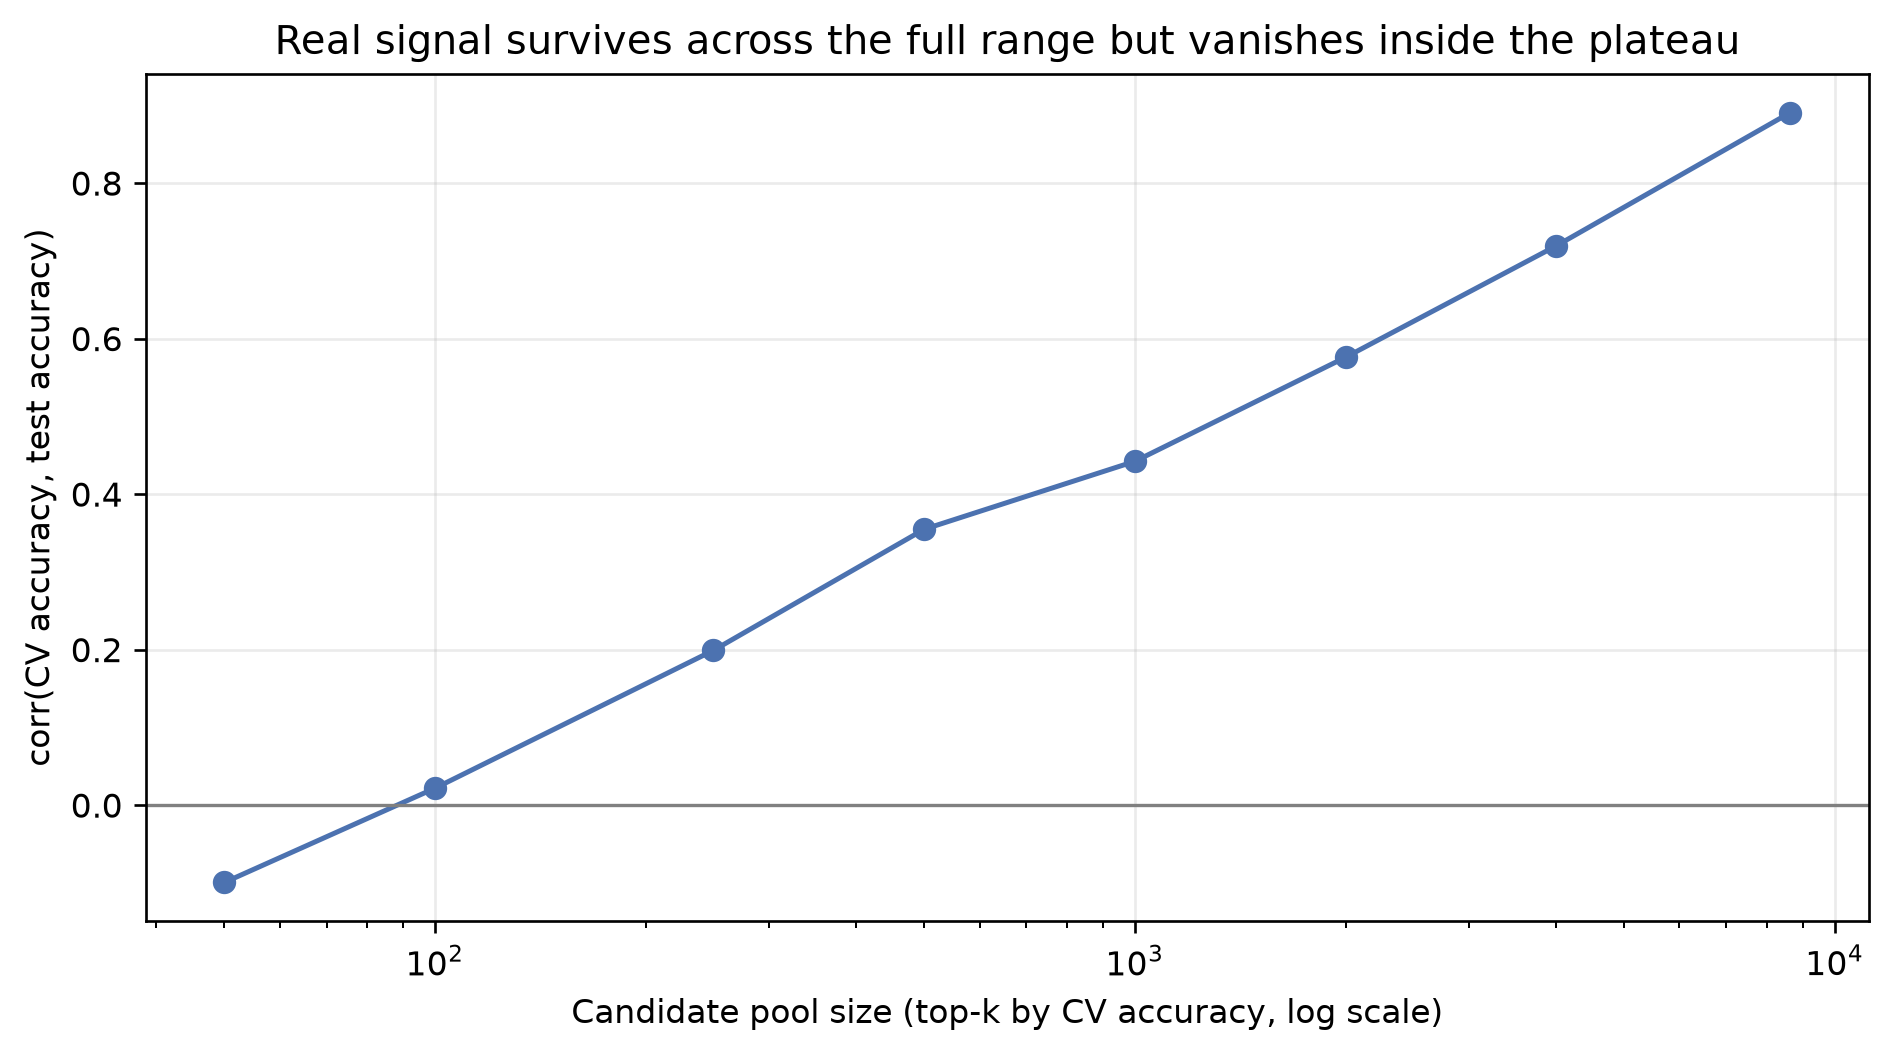 Real signal survives across the full range but vanishes inside the plateau
corr(CV accuracy, test accuracy)
0.8
0.6
0.4
0.2
0.0
10²
10³
10⁴
Candidate pool size (top-k by CV accuracy, log scale)